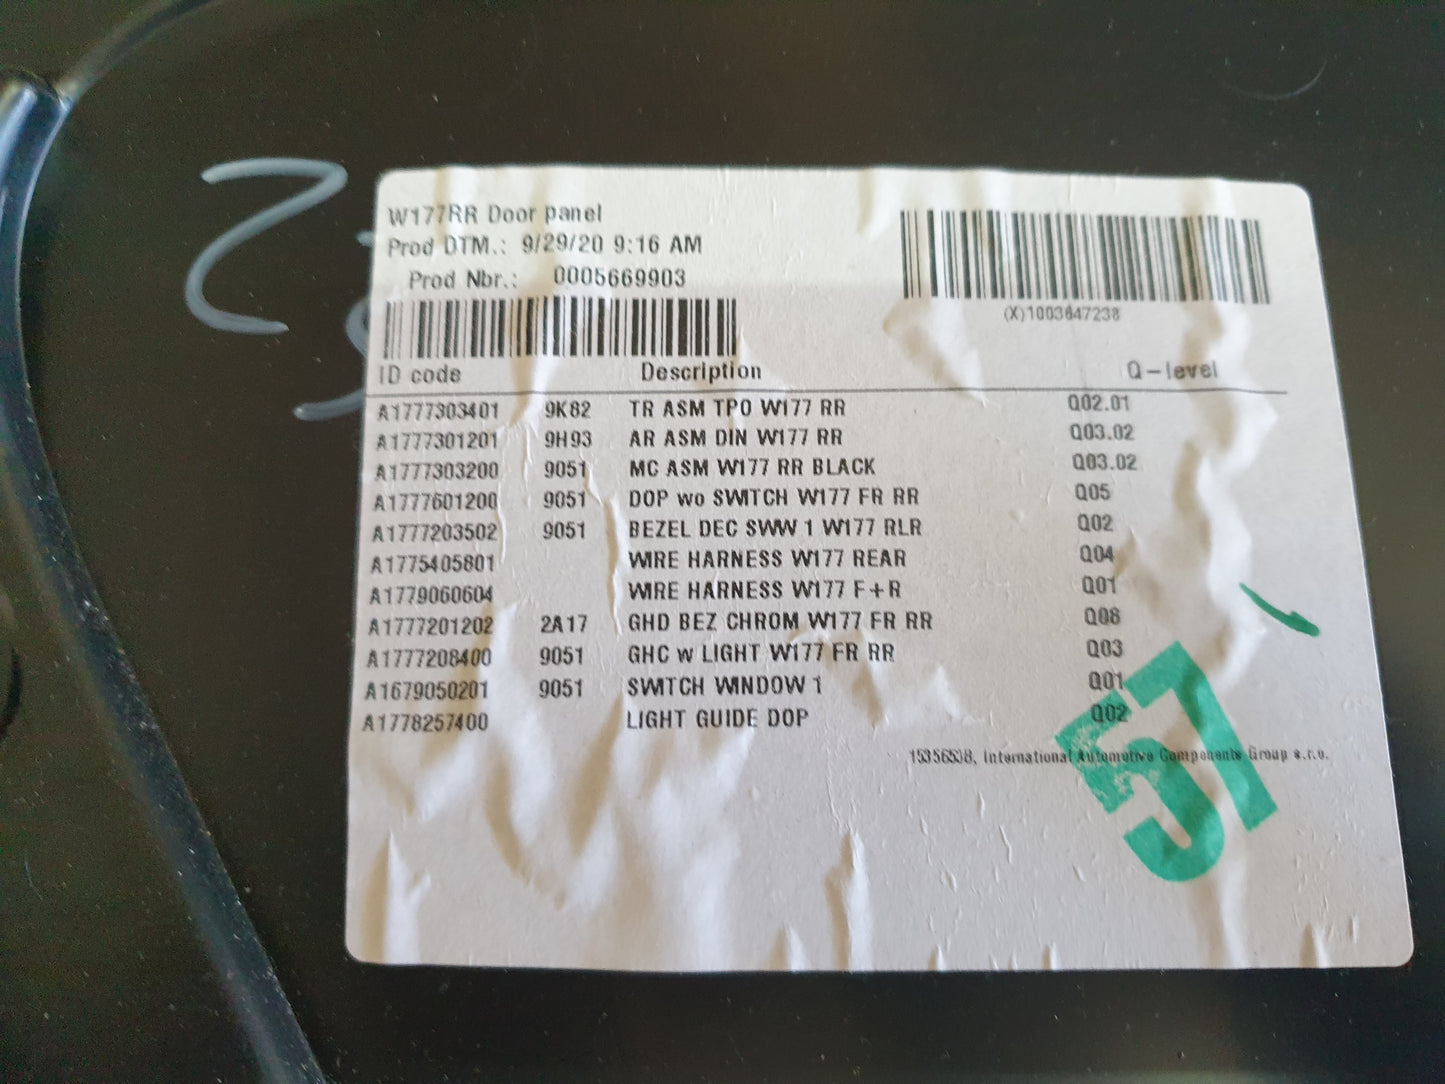 W177RR Door panel
Prod DTM.: 9/29/20 9:16 AM
Prod Nbr.: 0005669903
(X)1003647238
ID code Description Q-level
A1777303401 9K82 TR ASM TPO W177 RR Q02.01
A1777301201 9H93 AR ASM DIN W177 RR Q03.02
A1777303200 9051 MC ASM W177 RR BLACK Q03.02
A1777601200 9051 DOP wo SWITCH W177 FR RR Q05
A1777203502 9051 BEZEL DEC SWW 1 W177 RLR Q02
A1775405801 WIRE HARNESS W177 REAR Q04
A1779060604 WIRE HARNESS W177 F+R Q01
A1777201202 2A17 GHD BEZ CHROM W177 FR RR Q08
A1777208400 9051 GHC w LIGHT W177 FR RR Q03
A1679050201 9051 SWITCH WINDOW 1 Q01
A1778257400 LIGHT GUIDE DOP Q02
15356538, International Automotive Components Group s.r.o.
57